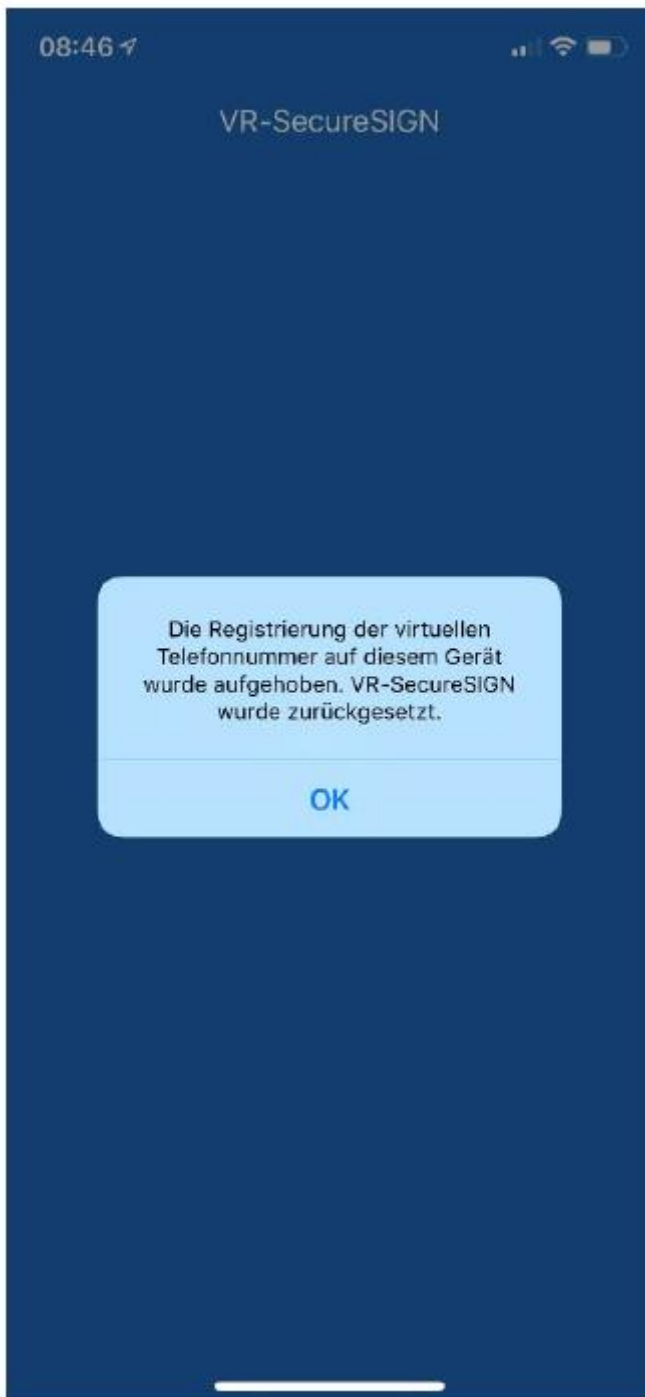 08:46
VR-SecureSIGN
Die Registrierung der virtuellen
Telefonnummer auf diesem Gerät
wurde aufgehoben. VR-SecureSIGN
wurde zurückgesetzt.
OK